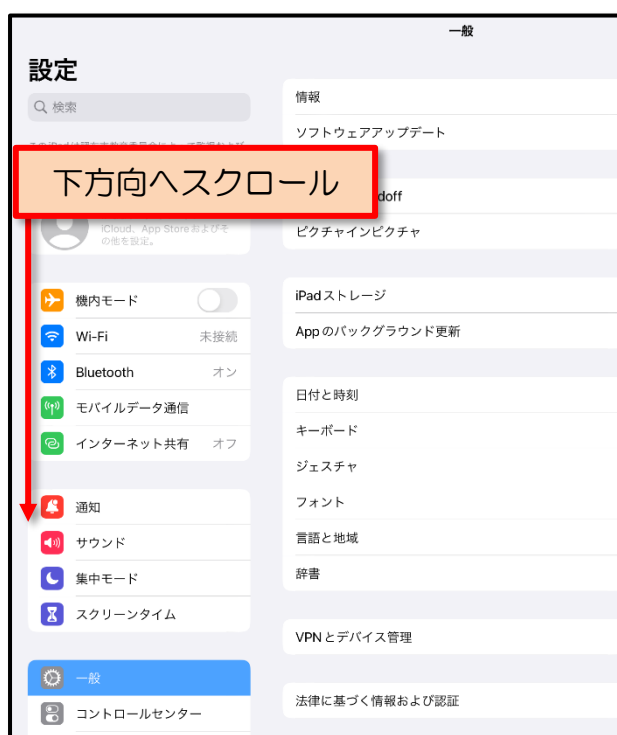 一般
設定
検索
下方向へスクロール
iCloud、App Storeおよびそ
の他を設定。
機内モード
Wi-Fi 未接続
Bluetooth オン
モバイルデータ通信
インターネット共有 オフ
通知
サウンド
集中モード
スクリーンタイム
一般
コントロールセンター
情報
ソフトウェアアップデート
doff
ピクチャインピクチャ
iPadストレージ
Appのバックグラウンド更新
日付と時刻
キーボード
ジェスチャ
フォント
言語と地域
辞書
VPNとデバイス管理
法律に基づく情報および認証